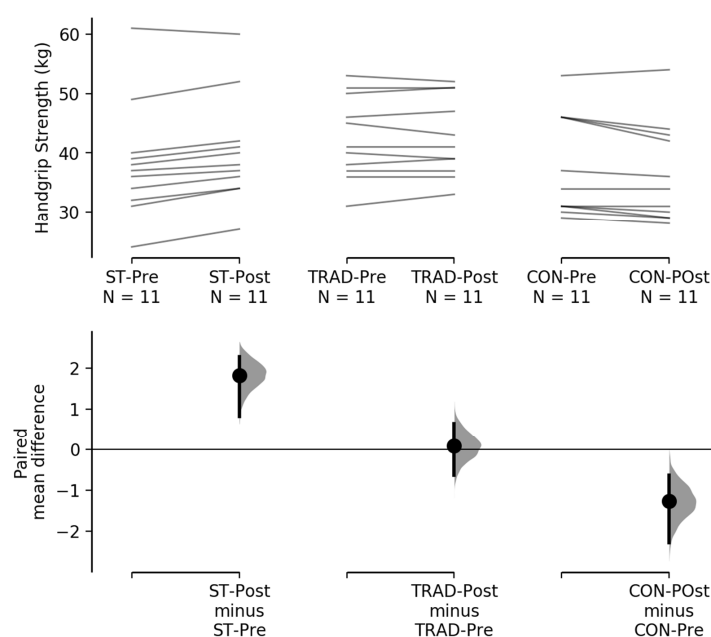 Handgrip Strength (kg)
60
50
40
30
ST-Pre
N = 11
ST-Post
N = 11
TRAD-Pre
N = 11
TRAD-Post
N = 11
CON-Pre
N = 11
CON-POst
N = 11
Paired
mean difference
2
1
0
−1
−2
ST-Post
minus
ST-Pre
TRAD-Post
minus
TRAD-Pre
CON-POst
minus
CON-Pre